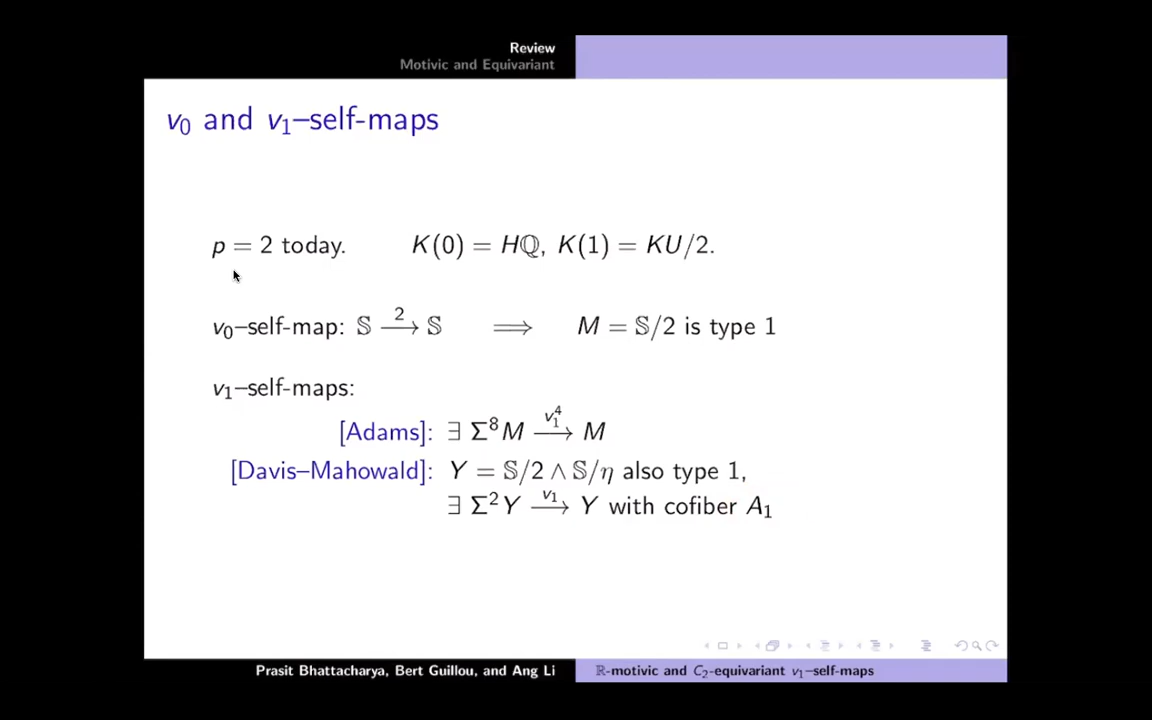 Review
Motivic and Equivariant
v₀ and v₁–self-maps
p = 2 today. K(0) = Hℚ, K(1) = KU/2.
v₀–self-map: 𝕊 →² 𝕊 ⟹ M = 𝕊/2 is type 1
v₁–self-maps:
[Adams]: ∃ Σ⁸M →^{v₁⁴} M
[Davis–Mahowald]: Y = 𝕊/2 ∧ 𝕊/η also type 1,
∃ Σ²Y →^{v₁} Y with cofiber A₁
Prasit Bhattacharya, Bert Guillou, and Ang Li
ℝ-motivic and C₂-equivariant v₁–self-maps